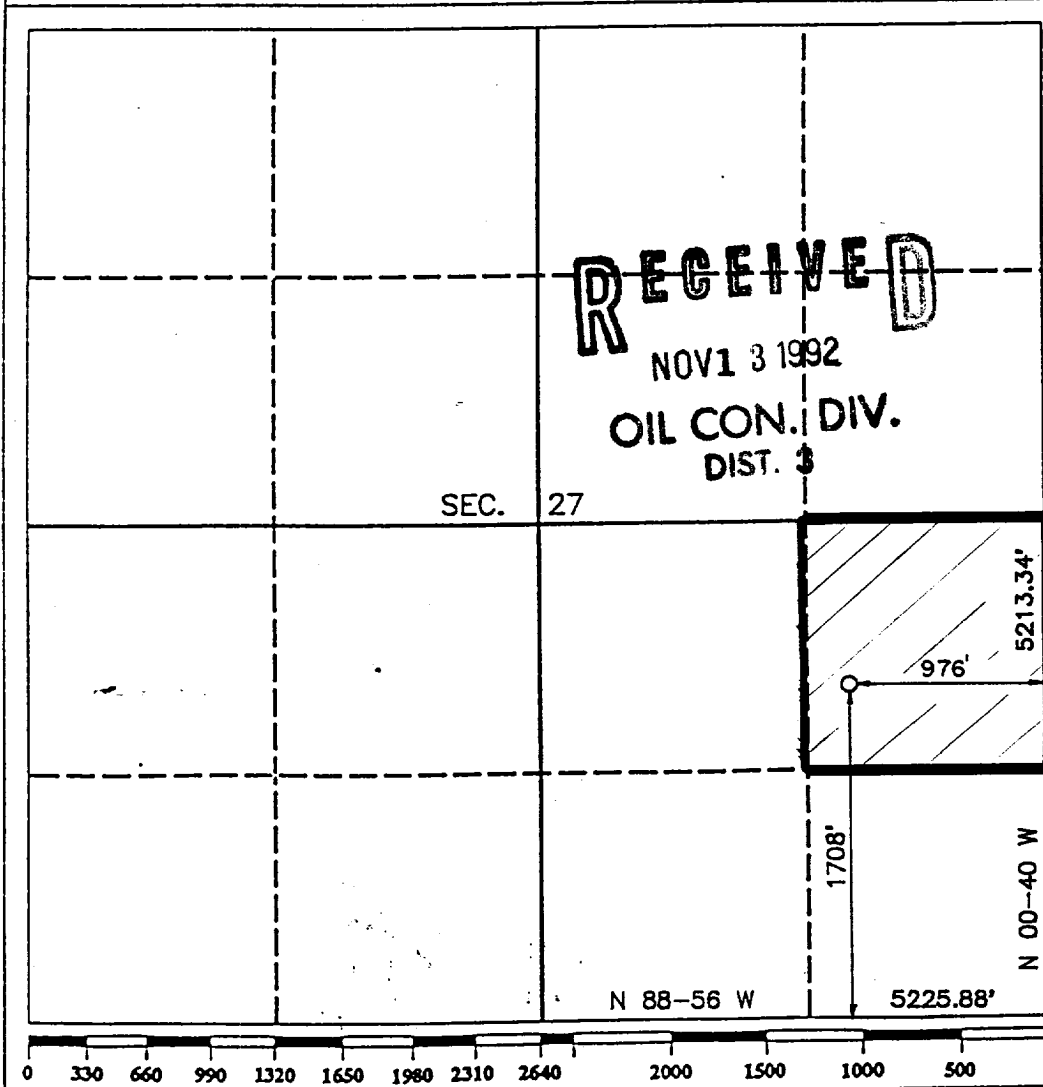 RECEIVED
NOV 1 3 1992
OIL CON. DIV.
DIST. 3
SEC. 27
5213.34'
976'
1708'
N 00-40 W
N 88-56 W 5225.88'
0 330 660 990 1320 1650 1980 2310 2640 2000 1500 1000 500